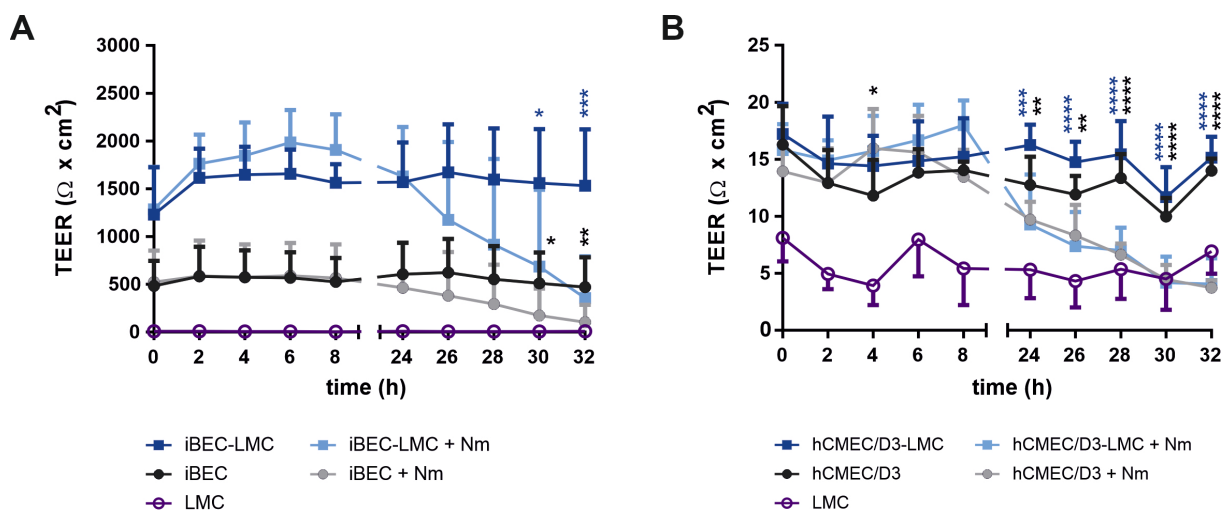 A
TEER (Ω x cm2)
3000
2500
2000
1500
1000
500
0
*
***
*
**
0 2 4 6 8 24 26 28 30 32
time (h)
iBEC-LMC
iBEC-LMC + Nm
iBEC
iBEC + Nm
LMC
B
TEER (Ω x cm2)
25
20
15
10
5
0
*
***
**
****
**
****
****
****
****
****
****
0 2 4 6 8 24 26 28 30 32
time (h)
hCMEC/D3-LMC
hCMEC/D3-LMC + Nm
hCMEC/D3
hCMEC/D3 + Nm
LMC